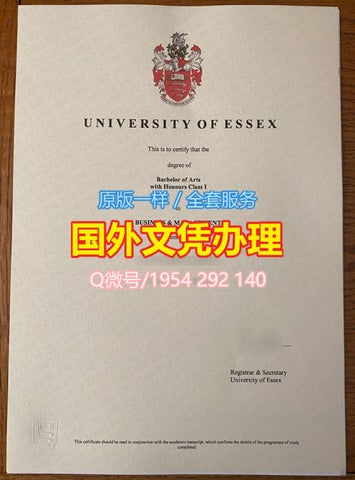 UNIVERSITY OF ESSEX
This is to certify that the
degree of
Bachelor of Arts
with Honours Class I
原版一样 / 全套服务
BUSINESS & MANAGEMENT
国外文凭办理
Q微号/1954 292 140
Registrar & Secretary
University of Essex
This certificate should be read in conjunction with the academic transcript, which confirms the details of the programme of study
completed